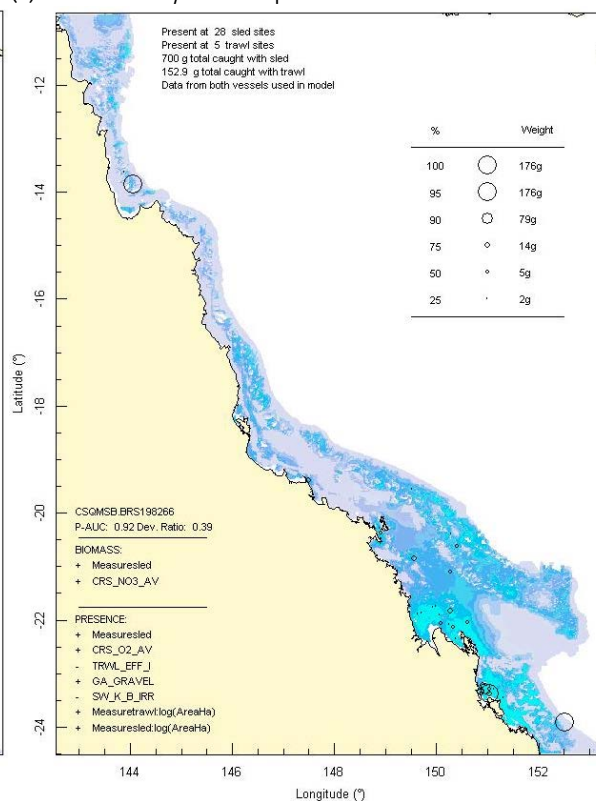 Present at 28 sled sites
Present at 5 trawl sites
700 g total caught with sled
152.9 g total caught with trawl
Data from both vessels used in model
% Weight
100 176g
95 176g
90 79g
75 14g
50 5g
25 2g
-12
-14
-16
-18
-20
-22
-24
Latitude (º)
CSQMSB.BRS198266
P-AUC: 0.92 Dev. Ratio: 0.39
BIOMASS:
+ Measuresled
+ CRS_NO3_AV
PRESENCE:
+ Measuresled
+ CRS_O2_AV
- TRWL_EFF_I
+ GA_GRAVEL
- SW_K_B_IRR
+ Measuretrawl:log(AreaHa)
+ Measuresled:log(AreaHa)
144 146 148 150 152
Longitude (º)